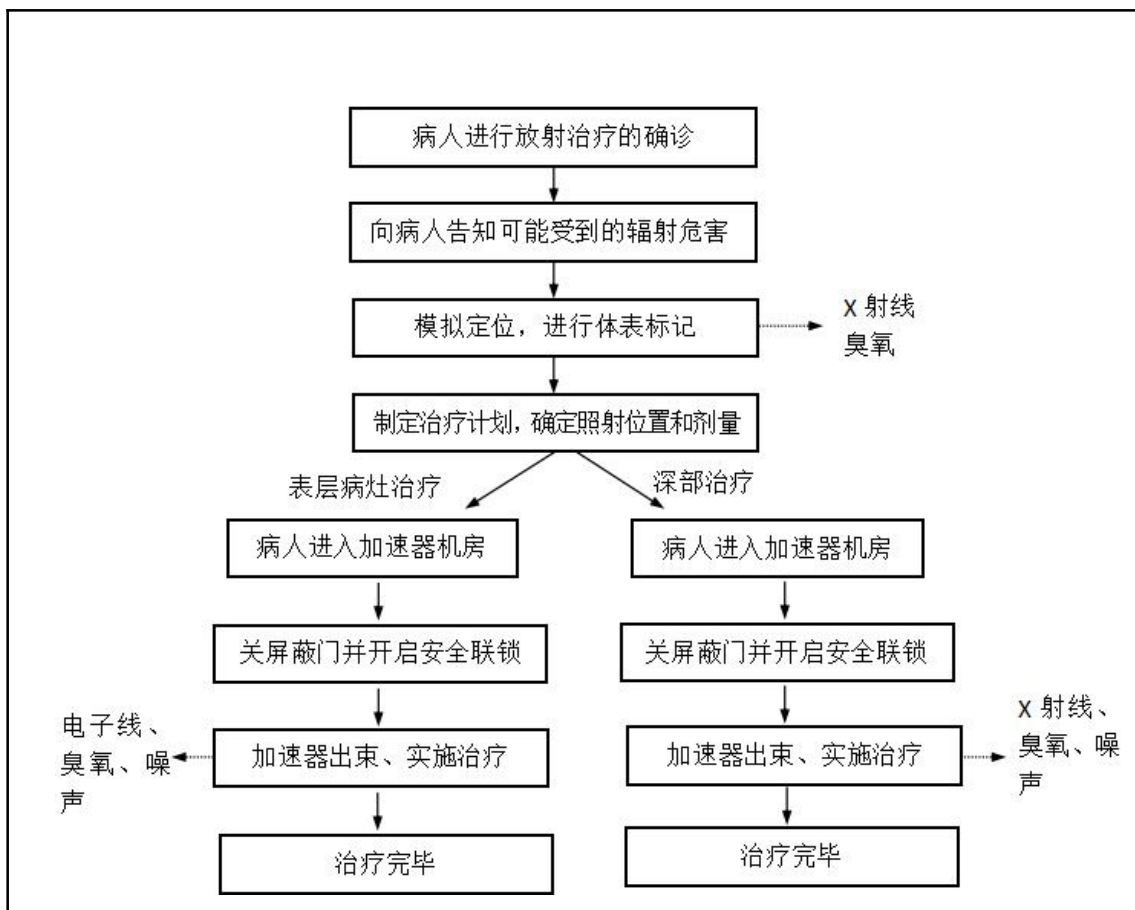 病人进行放射治疗的确诊
向病人告知可能受到的辐射危害
模拟定位，进行体表标记
X 射线
臭氧
制定治疗计划，确定照射位置和剂量
表层病灶治疗
深部治疗
病人进入加速器机房
病人进入加速器机房
关屏蔽门并开启安全联锁
关屏蔽门并开启安全联锁
电子线、
臭氧、噪
声
加速器出束、实施治疗
加速器出束、实施治疗
X 射线、
臭氧、噪
声
治疗完毕
治疗完毕